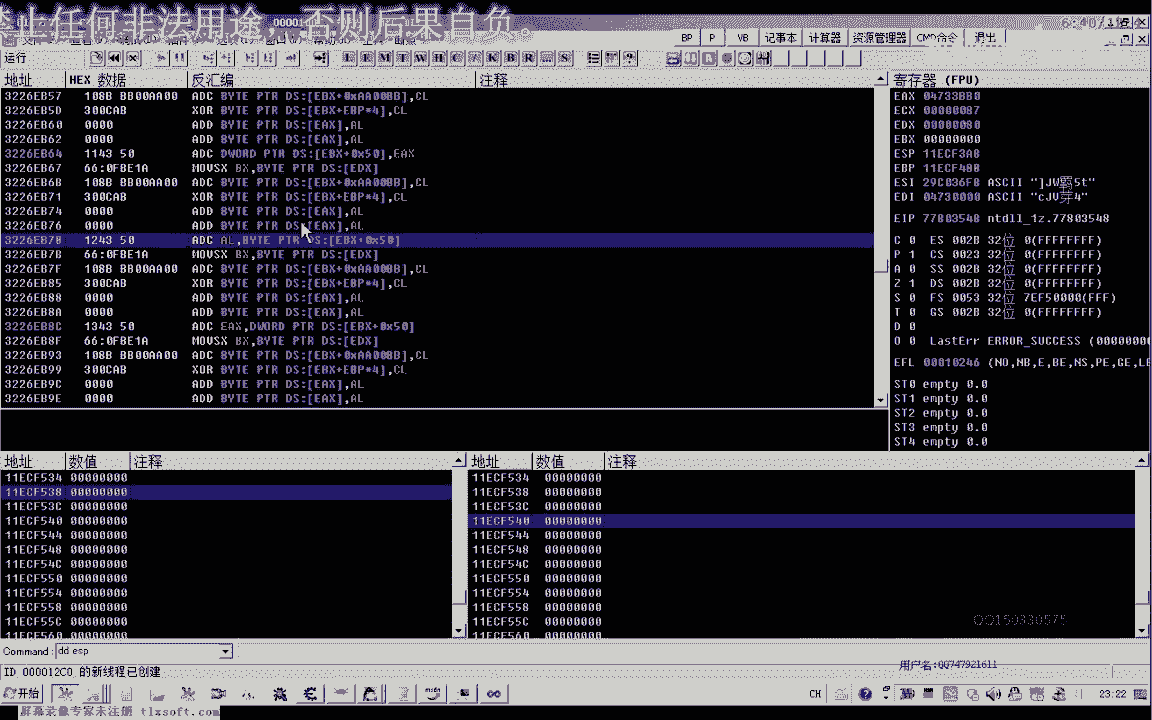 禁止任何非法用途，否则后果自负。
BP P VB 记事本 计算器 资源管理器 CMD命令 退出
运行
地址 HEX 数据 反汇编 注释
3226EB57 108B BB00AA00 ADC BYTE PTR DS:[EBX+0xAA00BB],CL
3226EB5D 300CAB XOR BYTE PTR DS:[EBX+EBP*4],CL
3226EB60 0000 ADD BYTE PTR DS:[EAX],AL
3226EB62 0000 ADD BYTE PTR DS:[EAX],AL
3226EB64 1143 50 ADC DWORD PTR DS:[EBX+0x50],EAX
3226EB67 66:0FBE1A MOVSX BX,BYTE PTR DS:[EDX]
3226EB6B 108B BB00AA00 ADC BYTE PTR DS:[EBX+0xAA00BB],CL
3226EB71 300CAB XOR BYTE PTR DS:[EBX+EBP*4],CL
3226EB74 0000 ADD BYTE PTR DS:[EAX],AL
3226EB76 0000 ADD BYTE PTR DS:[EAX],AL
3226EB78 1243 50 ADC AL,BYTE PTR DS:[EBX+0x50]
3226EB7B 66:0FBE1A MOVSX BX,BYTE PTR DS:[EDX]
3226EB7F 108B BB00AA00 ADC BYTE PTR DS:[EBX+0xAA00BB],CL
3226EB85 300CAB XOR BYTE PTR DS:[EBX+EBP*4],CL
3226EB88 0000 ADD BYTE PTR DS:[EAX],AL
3226EB8A 0000 ADD BYTE PTR DS:[EAX],AL
3226EB8C 1343 50 ADC EAX,DWORD PTR DS:[EBX+0x50]
3226EB8F 66:0FBE1A MOVSX BX,BYTE PTR DS:[EDX]
3226EB93 108B BB00AA00 ADC BYTE PTR DS:[EBX+0xAA00BB],CL
3226EB99 300CAB XOR BYTE PTR DS:[EBX+EBP*4],CL
3226EB9C 0000 ADD BYTE PTR DS:[EAX],AL
3226EB9E 0000 ADD BYTE PTR DS:[EAX],AL
寄存器 (FPU)
EAX 04733BB0
ECX 00000087
EDX 00000080
EBX 00000000
ESP 11ECF3A8
EBP 11ECF488
ESI 29C036F8 ASCII "]JV霸5t"
EDI 04730000 ASCII "cJV芽4"
EIP 77803548 ntdll_1z.77803548
C 0 ES 002B 32位 0(FFFFFFFF)
P 1 CS 0023 32位 0(FFFFFFFF)
A 0 SS 002B 32位 0(FFFFFFFF)
Z 1 DS 002B 32位 0(FFFFFFFF)
S 0 FS 0053 32位 7EF50000(FFF)
T 0 GS 002B 32位 0(FFFFFFFF)
D 0
O 0 LastErr ERROR_SUCCESS (0000000
EFL 00010246 (NO,NB,E,BE,NS,PE,GE,LE
ST0 empty 0.0
ST1 empty 0.0
ST2 empty 0.0
ST3 empty 0.0
ST4 empty 0.0
地址 数值 注释
11ECF534 00000000
11ECF538 00000000
11ECF53C 00000000
11ECF540 00000000
11ECF544 00000000
11ECF548 00000000
11ECF54C 00000000
11ECF550 00000000
11ECF554 00000000
11ECF558 00000000
11ECF55C 00000000
11ECF560 00000000
地址 数值 注释
11ECF534 00000000
11ECF538 00000000
11ECF53C 00000000
11ECF540 00000000
11ECF544 00000000
11ECF548 00000000
11ECF54C 00000000
11ECF550 00000000
11ECF554 00000000
11ECF558 00000000
11ECF55C 00000000
11ECF560 00000000
QQ150330575
Command: dd esp
ID 000012C0 的新线程已创建
用户名:QQ747921611
开始 CH 23:22
屏幕录像专家未注册 tlxsoft.com